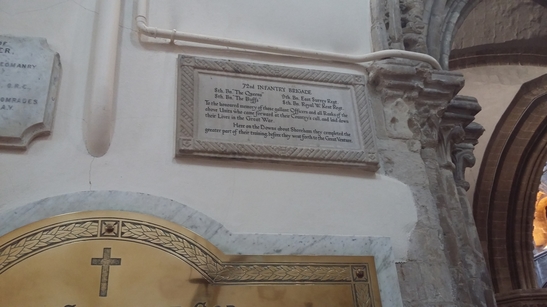 72nd INFANTRY BRIGADE
8th. Bn. "The Queens"
8th. Bn. "The Buffs"
8th. Bn. East Surrey Regt.
8th. Bn. Royal W. Kent Regt.
To the honoured memory of those gallant Officers and all Ranks of the
above Units who came forward at their Country's call, and laid down
their Lives in the Great War.
Here on the Downs about Shoreham they completed the
greater part of their training before they went forth to the Great Venture.